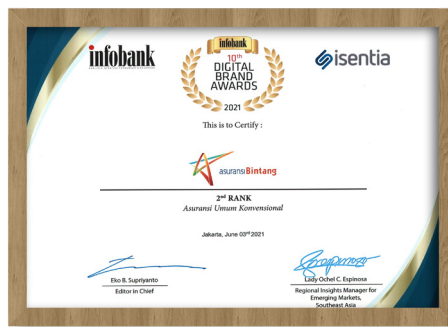 infobank
infobank
10th
DIGITAL
BRAND
AWARDS
2021
isentia
This is to Certify :
asuransiBintang
2nd RANK
Asuransi Umum Konvensional
Jakarta, June 03rd 2021
Eko B. Supriyanto
Editor in Chief
Lady Ochel C. Espinosa
Regional Insights Manager for
Emerging Markets,
Southeast Asia